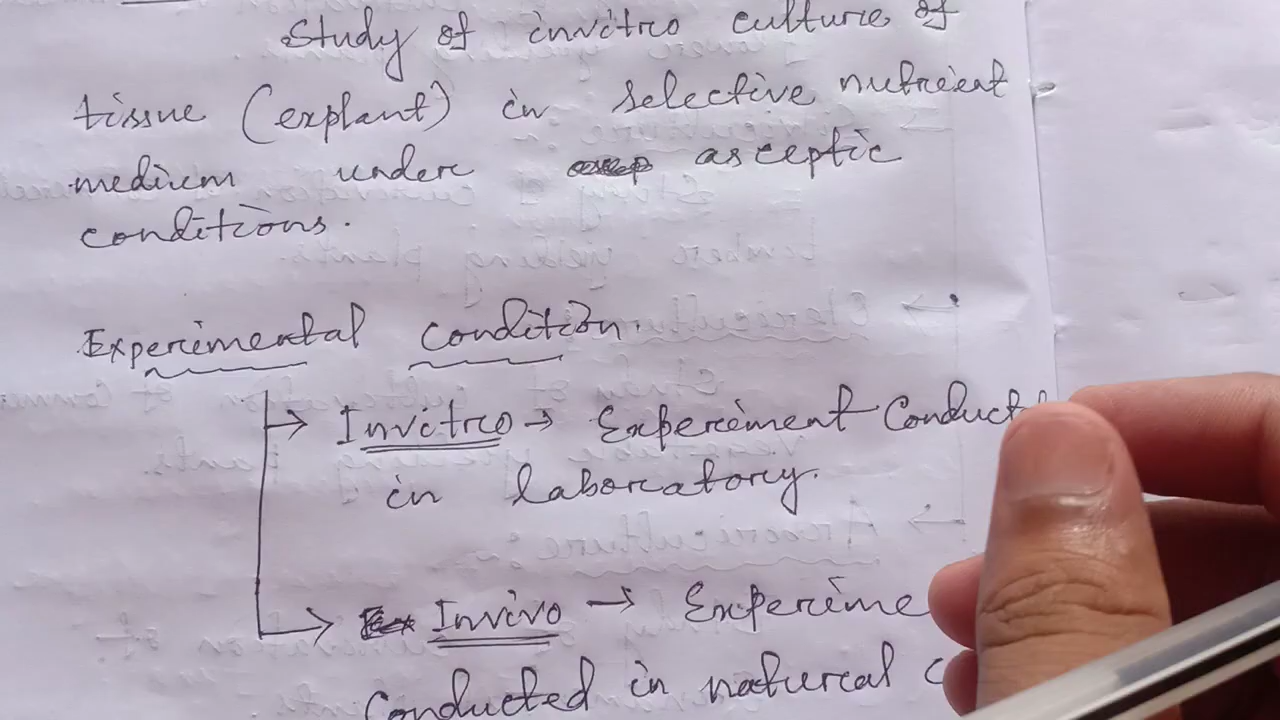 Study of invitro culture of
tissue (explant) in selective nutrient
medium under asceptic
conditions.
Experimental condition.
→ Invitro → Experiment Conduct
in laboratory.
→ Invivo → Experime
Conducted in natural c